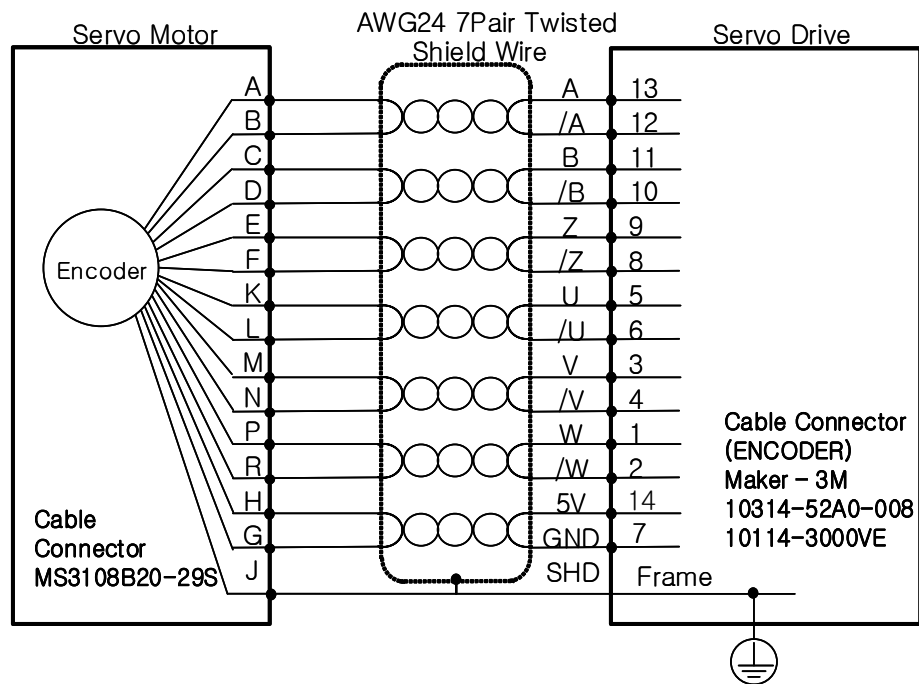 AWG24 7Pair Twisted
Shield Wire
Servo Motor
Servo Drive
A A 13
B /A 12
C B 11
D /B 10
E Z 9
F /Z 8
K U 5
L /U 6
M V 3
N /V 4
P W 1
R /W 2
H 5V 14
G GND 7
J SHD Frame
Encoder
Cable
Connector
MS3108B20-29S
Cable Connector
(ENCODER)
Maker - 3M
10314-52A0-008
10114-3000VE